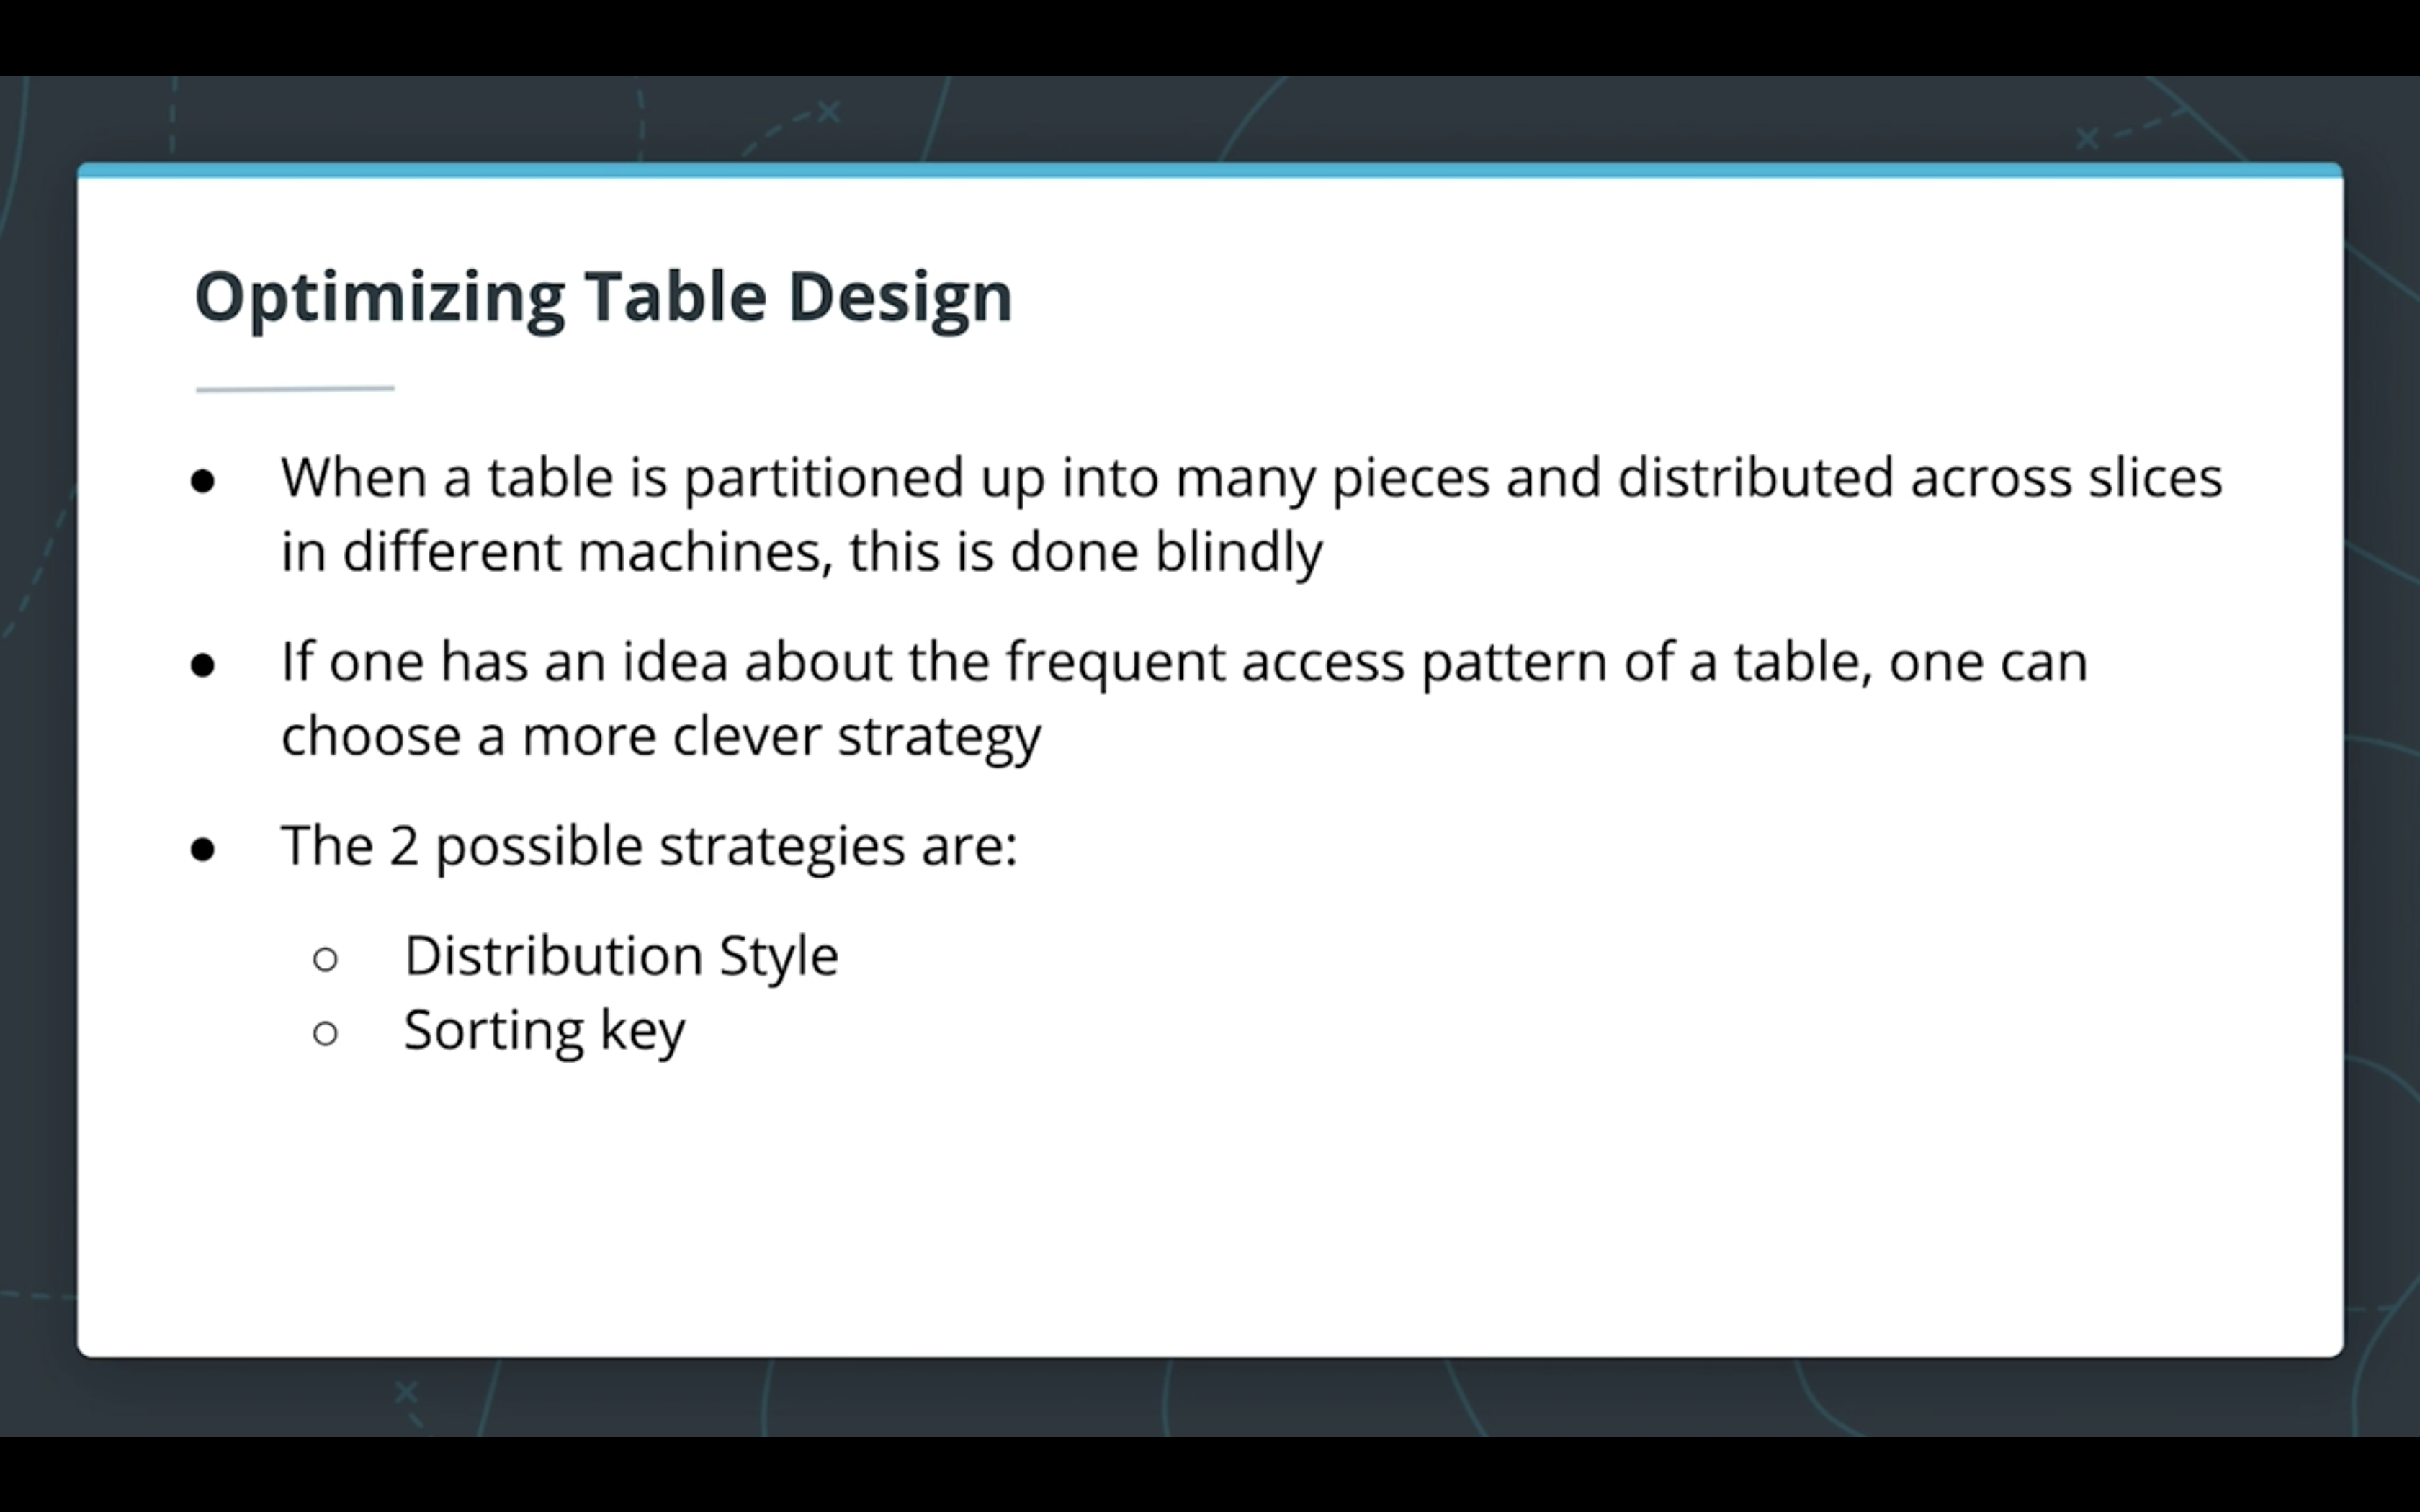 Optimizing Table Design
● When a table is partitioned up into many pieces and distributed across slices
in different machines, this is done blindly
● If one has an idea about the frequent access pattern of a table, one can
choose a more clever strategy
● The 2 possible strategies are:
○ Distribution Style
○ Sorting key